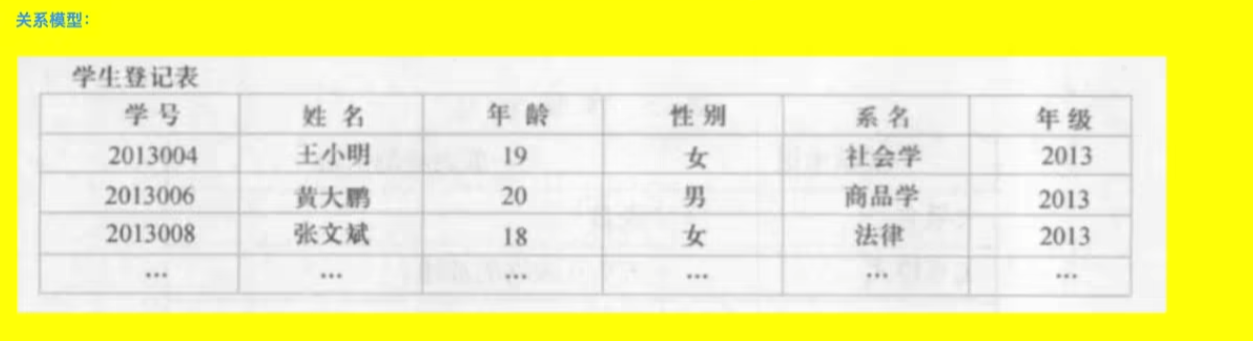 关系模型：
学生登记表
学号 姓名 年龄 性别 系名 年级
2013004 王小明 19 女 社会学 2013
2013006 黄大鹏 20 男 商品学 2013
2013008 张文斌 18 女 法律 2013
… … … … … …